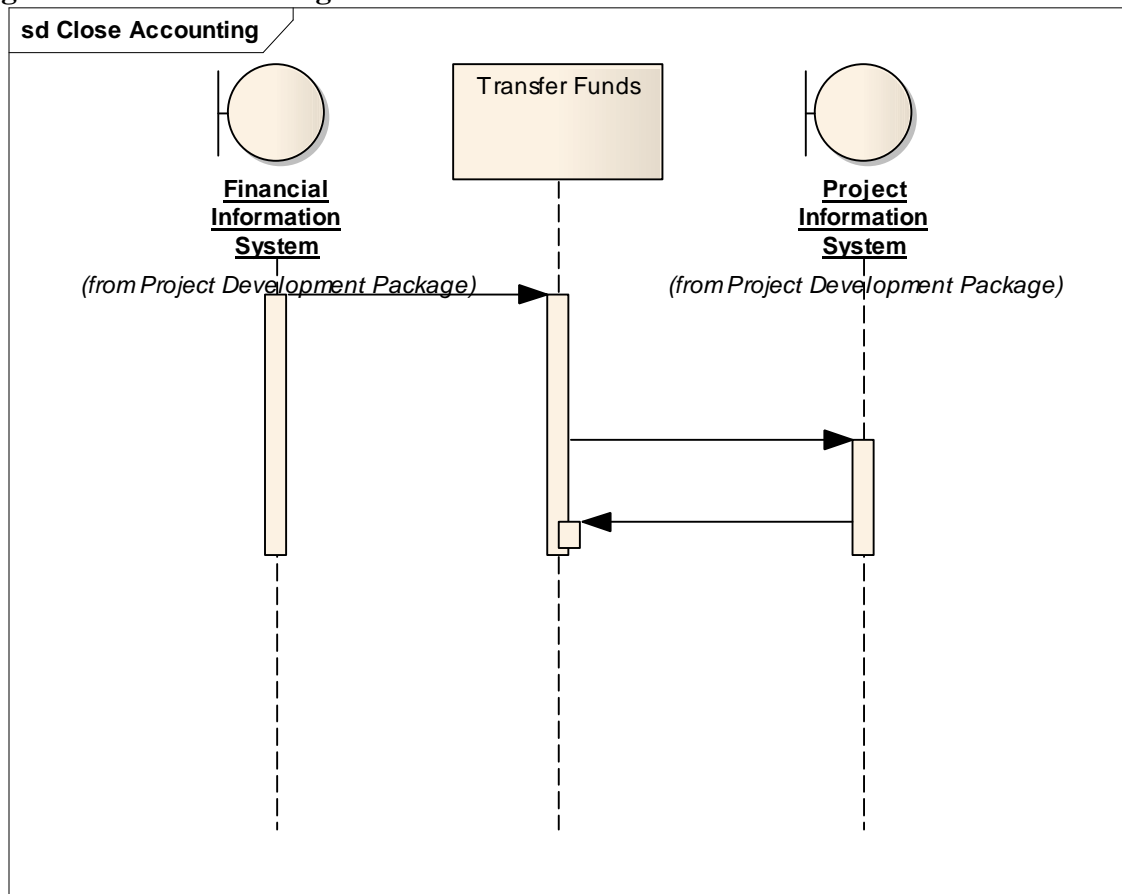 sd Close Accounting
Transfer Funds
Financial
Information
System
(from Project Development Package)
Project
Information
System
(from Project Development Package)